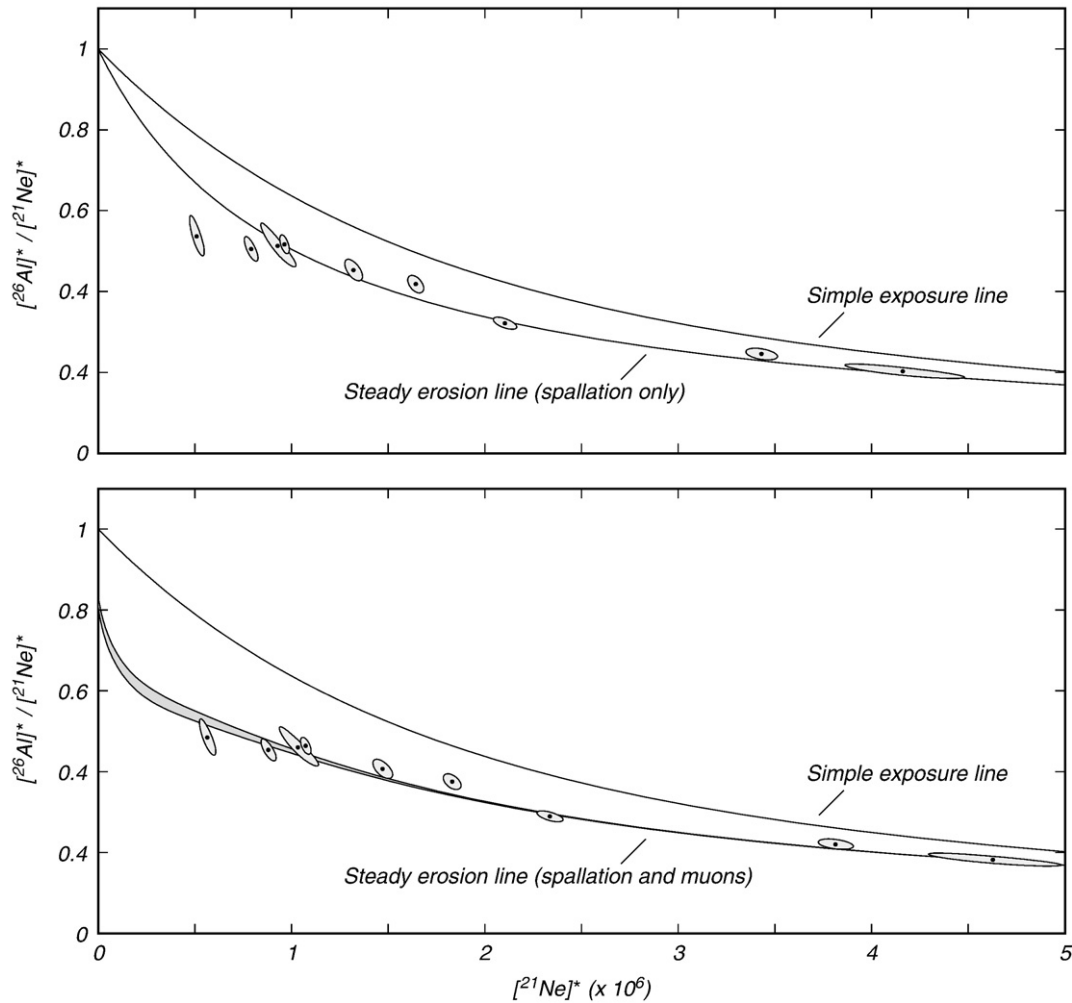 1
0.8
0.6
0.4
0.4
0
[²⁶Al]* / [²¹Ne]*
Simple exposure line
Steady erosion line (spallation only)
1
0.8
0.6
0.4
0.4
0
[²⁶Al]* / [²¹Ne]*
Simple exposure line
Steady erosion line (spallation and muons)
0 1 2 3 4 5
[²¹Ne]* (x 10⁶)